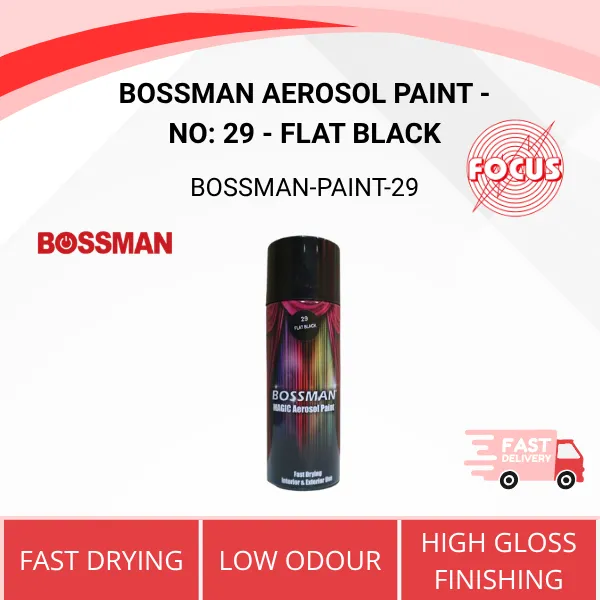 BOSSMAN AEROSOL PAINT -
NO: 29 - FLAT BLACK
BOSSMAN-PAINT-29
FOCUS
BOSSMAN
29
FLAT BLACK
BOSSMAN
MAGIC Aerosol Paint
Fast Drying
Interior & Exterior Use
FAST
DELIVERY
FAST DRYING
LOW ODOUR
HIGH GLOSS
FINISHING